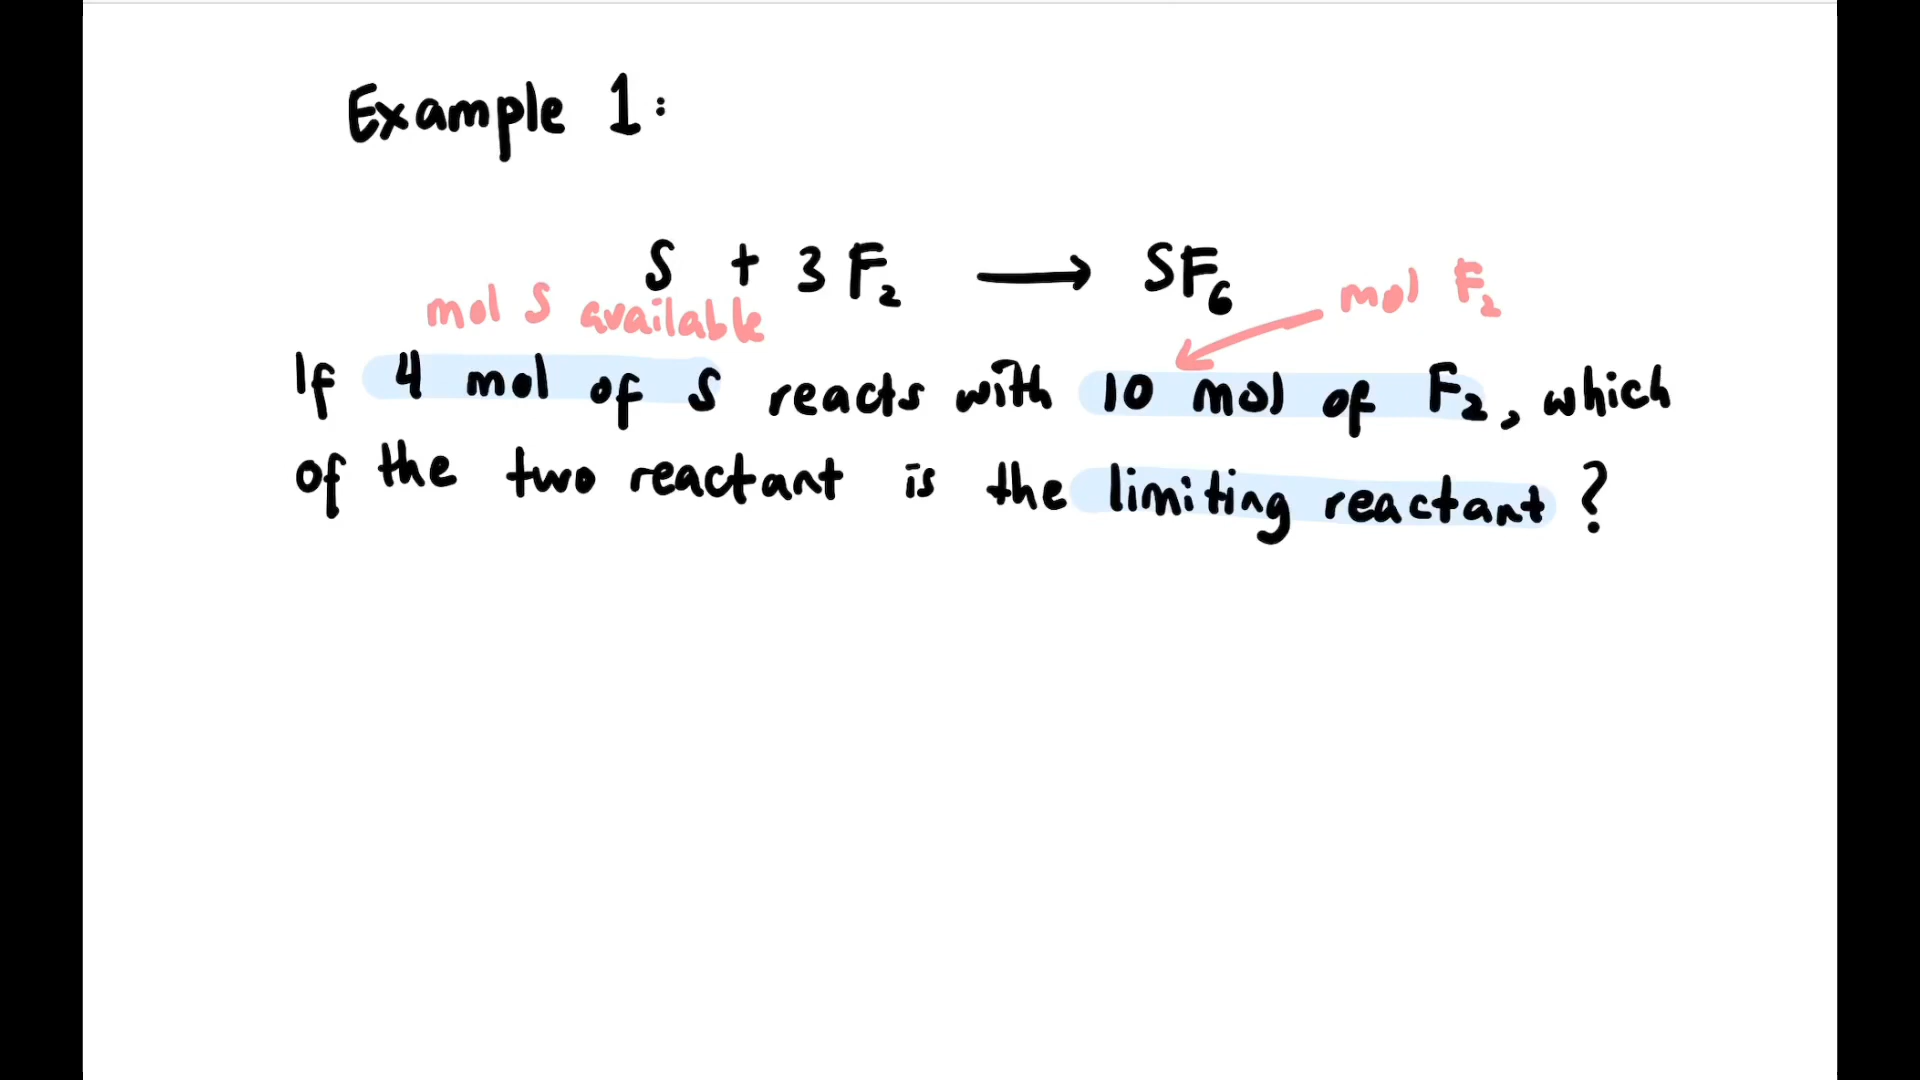 Example 1:
S + 3 F₂ ⟶ SF₆
mol S available
mol F₂
If 4 mol of S reacts with 10 mol of F₂, which
of the two reactant is the limiting reactant ?